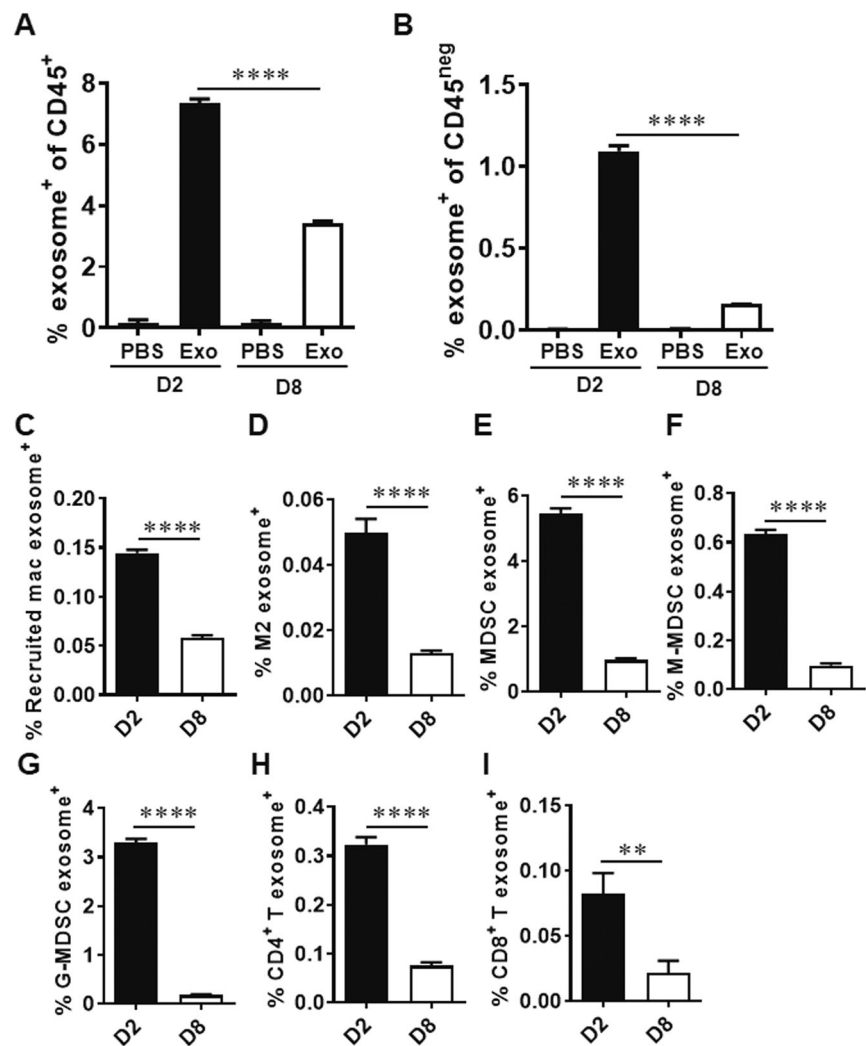 A
% exosome⁺ of CD45⁺
8
6
4
2
0
****
PBS Exo PBS Exo
D2 D8
B
% exosome⁺ of CD45ⁿᵉᵍ
1.5
1.0
0.5
0.0
****
PBS Exo PBS Exo
D2 D8
C
% Recruited mac exosome⁺
0.20
0.15
0.10
0.05
0.00
****
D2 D8
D
% M2 exosome⁺
0.06
0.04
0.02
0.00
****
D2 D8
E
% MDSC exosome⁺
6
4
2
0
****
D2 D8
F
% M-MDSC exosome⁺
0.8
0.6
0.4
0.2
0.0
****
D2 D8
G
% G-MDSC exosome⁺
4
3
2
1
0
****
D2 D8
H
% CD4⁺ T exosome⁺
0.4
0.3
0.2
0.1
0.0
****
D2 D8
I
% CD8⁺ T exosome⁺
0.15
0.10
0.05
0.00
**
D2 D8